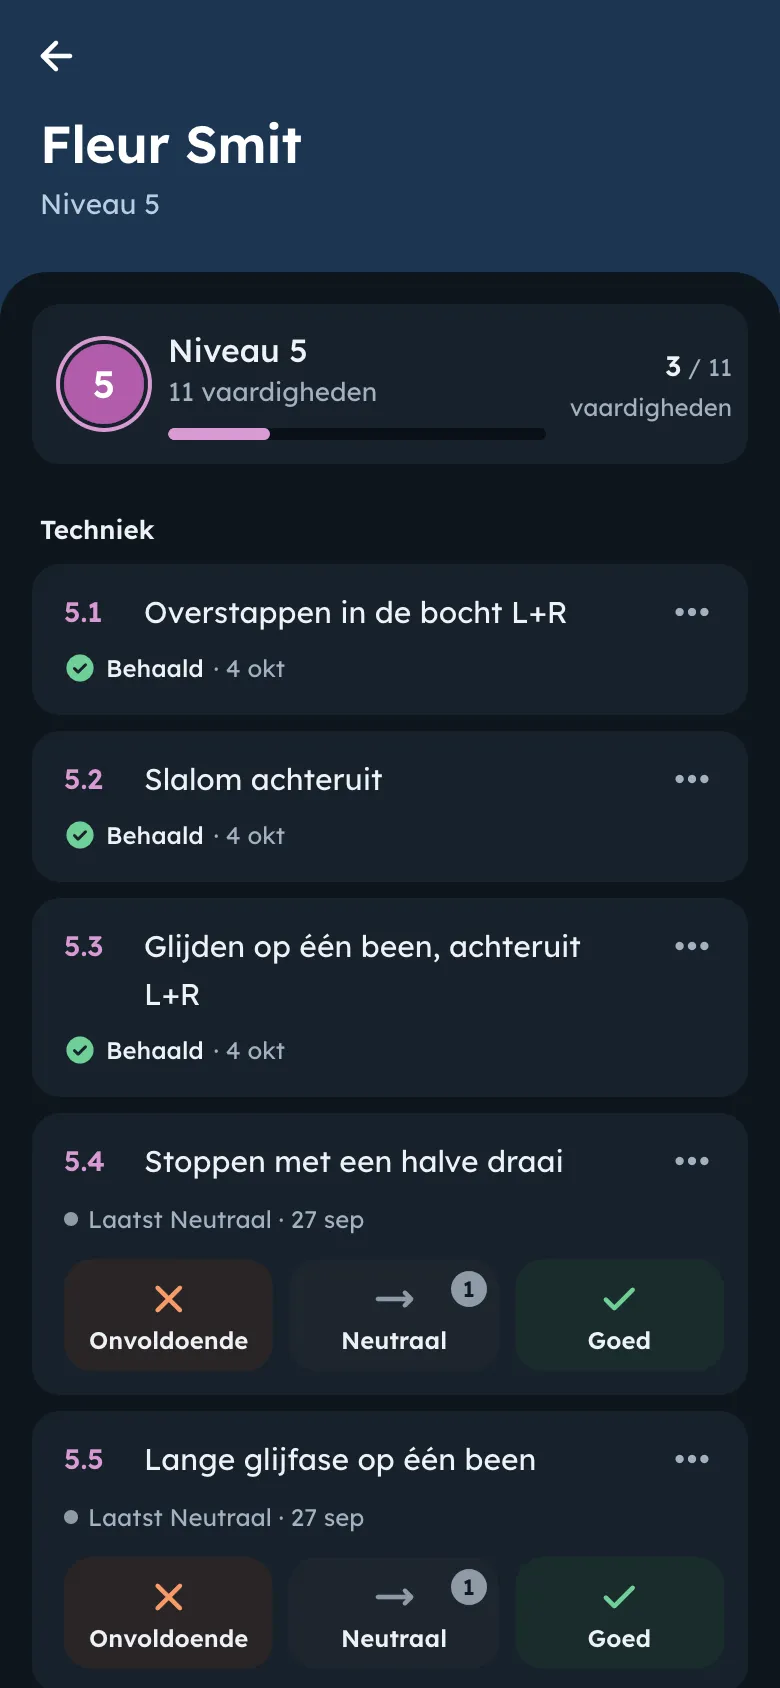 Fleur Smit
Niveau 5
5
Niveau 5
11 vaardigheden
3 / 11
vaardigheden
Techniek
5.1 Overstappen in de bocht L+R
Behaald · 4 okt
5.2 Slalom achteruit
Behaald · 4 okt
5.3 Glijden op één been, achteruit
L+R
Behaald · 4 okt
5.4 Stoppen met een halve draai
Laatst Neutraal · 27 sep
1
Onvoldoende Neutraal Goed
5.5 Lange glijfase op één been
Laatst Neutraal · 27 sep
1
Onvoldoende Neutraal Goed